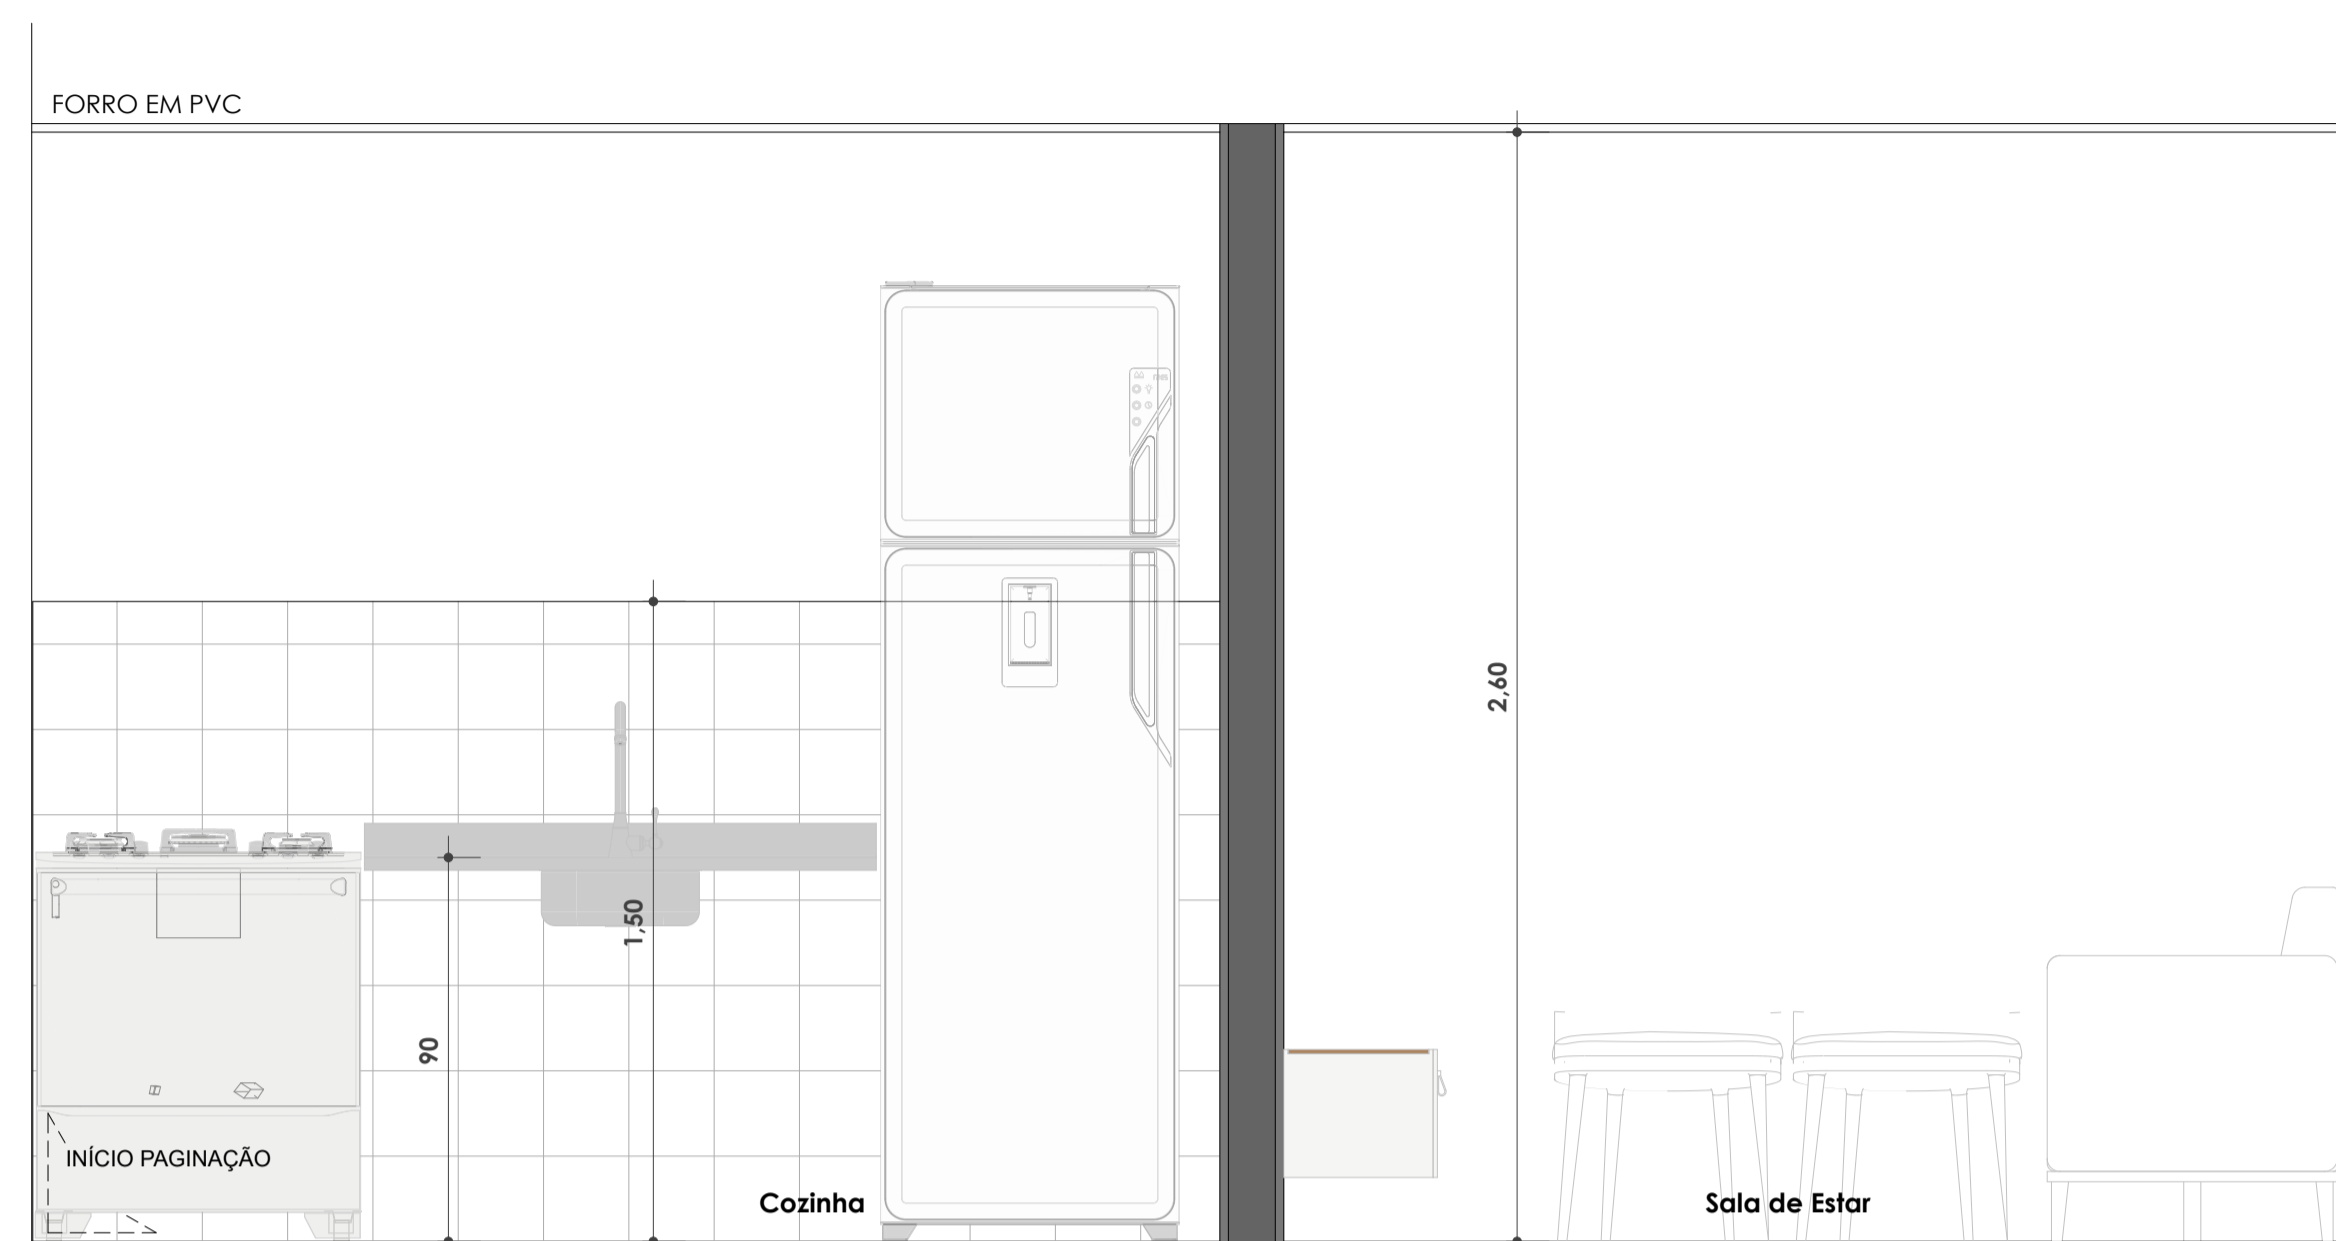 FORRO EM PVC
2,60
1,50
90
INÍCIO PAGINAÇÃO
Cozinha
Sala de Estar